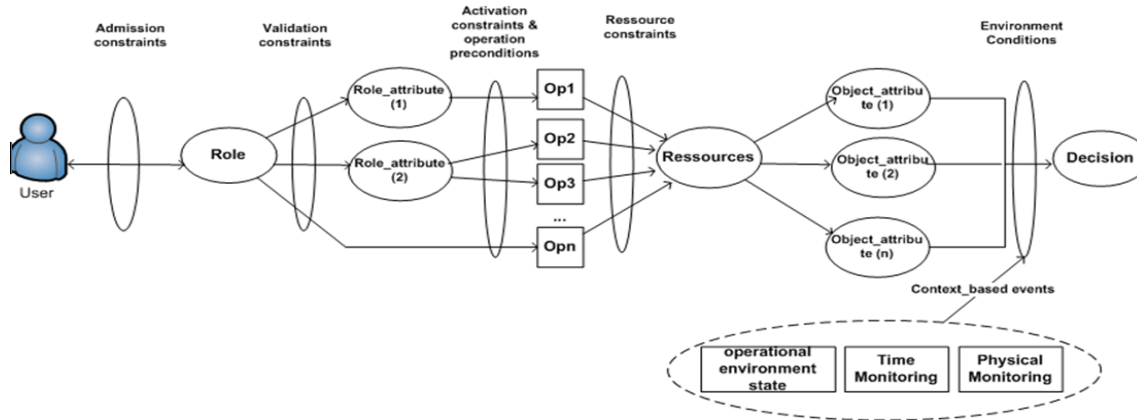 Admission
constraints
Validation
constraints
Activation
constraints &
operation
preconditions
Ressource
constraints
Environment
Conditions
User
Role
Role_attribute
(1)
Role_attribute
(2)
Op1
Op2
Op3
...
Opn
Ressources
Object_attribu
te (1)
Object_attribu
te (2)
Object_attribu
te (n)
Decision
Context_based events
operational
environment
state
Time
Monitoring
Physical
Monitoring